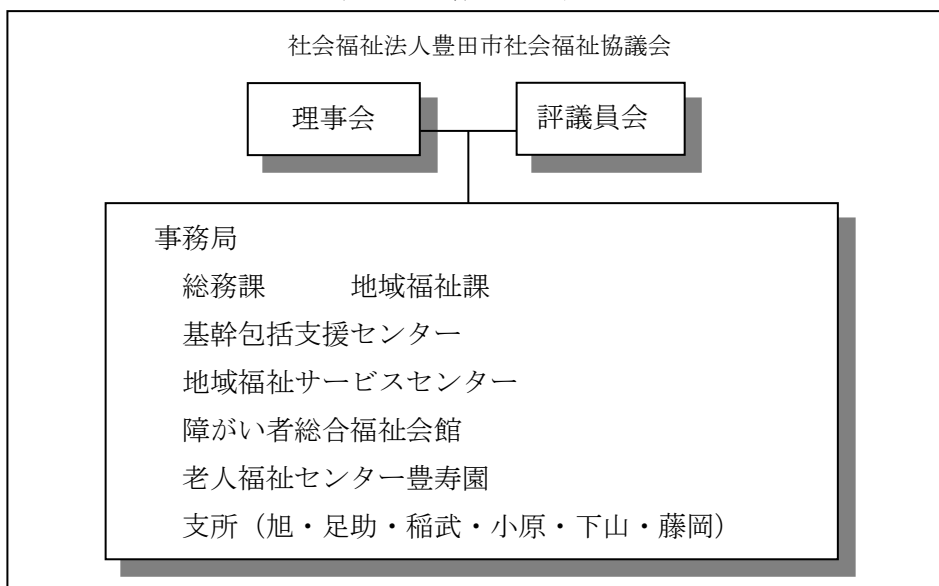 社会福祉法人豊田市社会福祉協議会
理事会
評議員会
事務局
総務課 地域福祉課
基幹包括支援センター
地域福祉サービスセンター
障がい者総合福祉会館
老人福祉センター豊寿園
支所（旭・足助・稲武・小原・下山・藤岡）